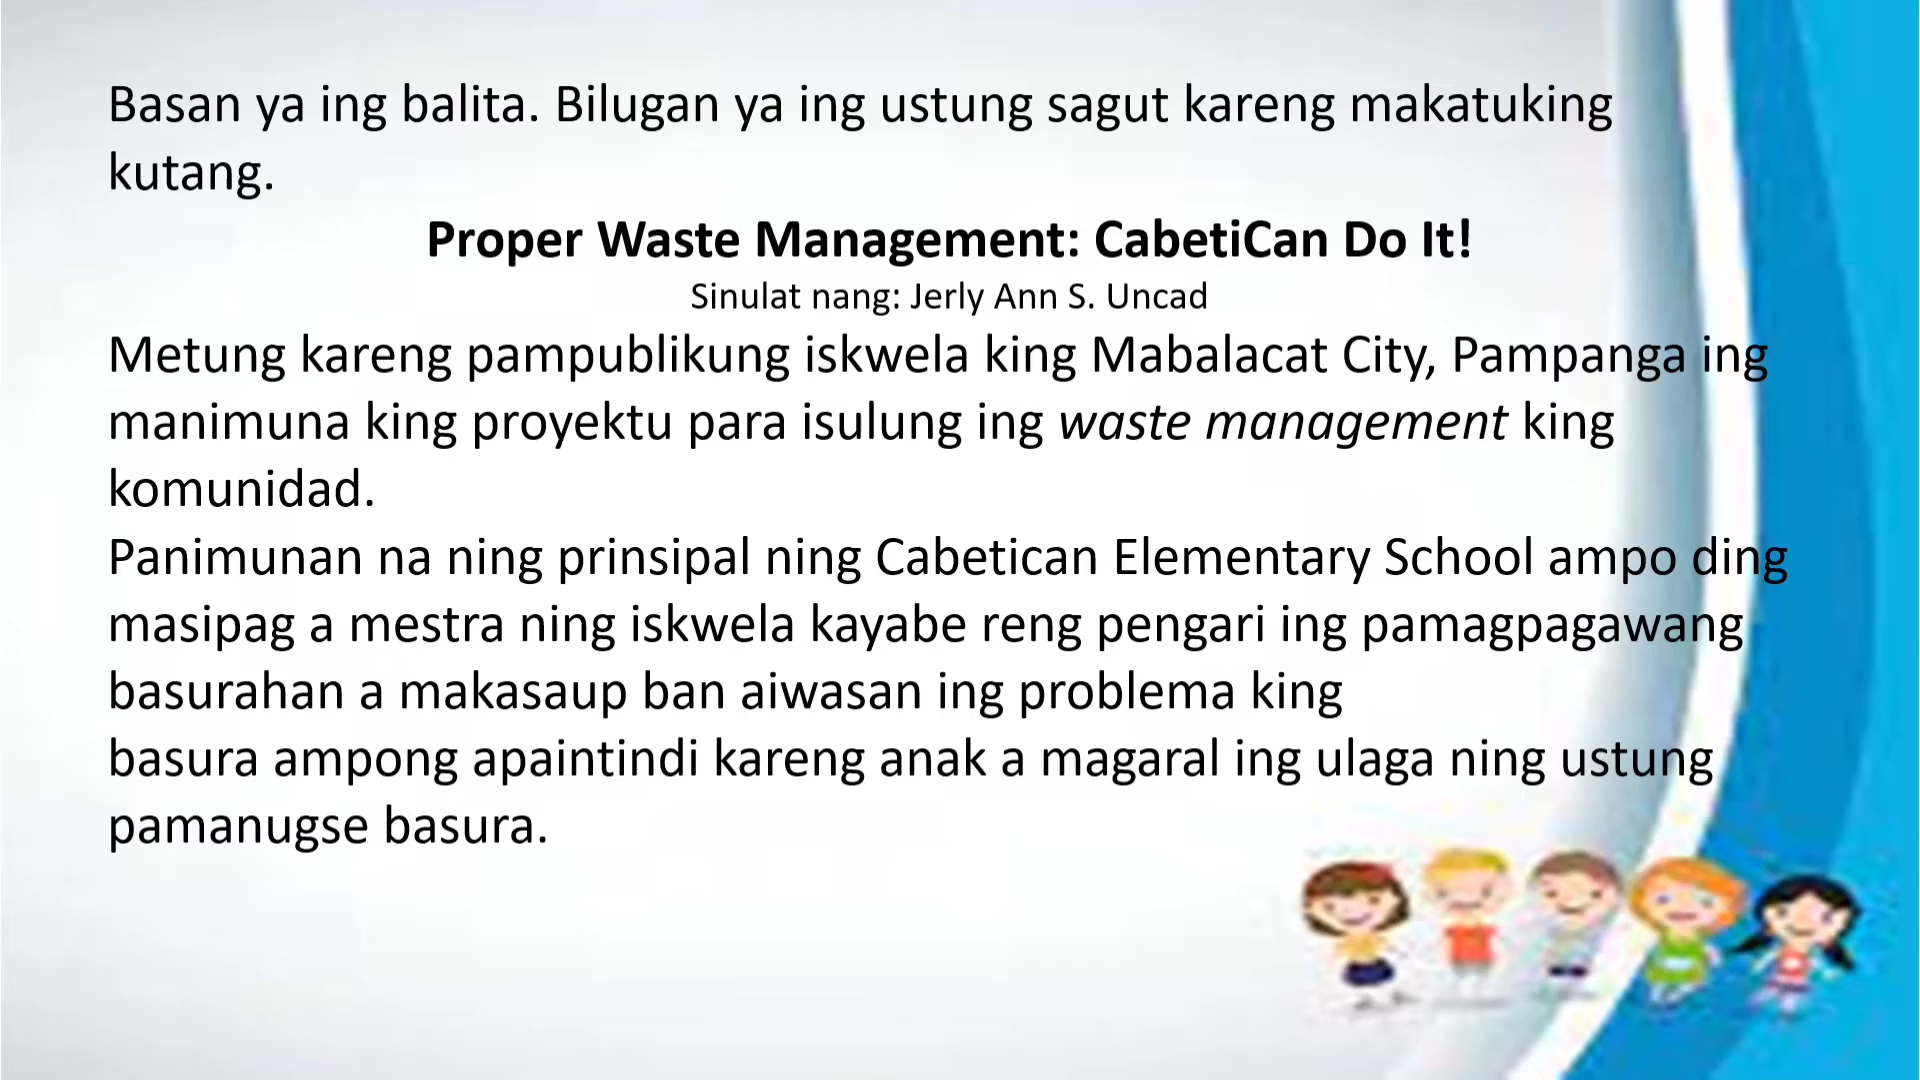 Basan ya ing balita. Bilugan ya ing ustung sagut kareng makatuking
kutang.
Proper Waste Management: CabetiCan Do It!
Sinulat nang: Jerly Ann S. Uncad
Metung kareng pampublikung iskwela king Mabalacat City, Pampanga ing
manimuna king proyektu para isulung ing waste management king
komunidad.
Panimunan na ning prinsipal ning Cabetican Elementary School ampo ding
masipag a mestra ning iskwela kayabe reng pengari ing pamagpagawang
basurahan a makasaup ban aiwasan ing problema king
basura ampong apaintindi kareng anak a magaral ing ulaga ning ustung
pamanugse basura.